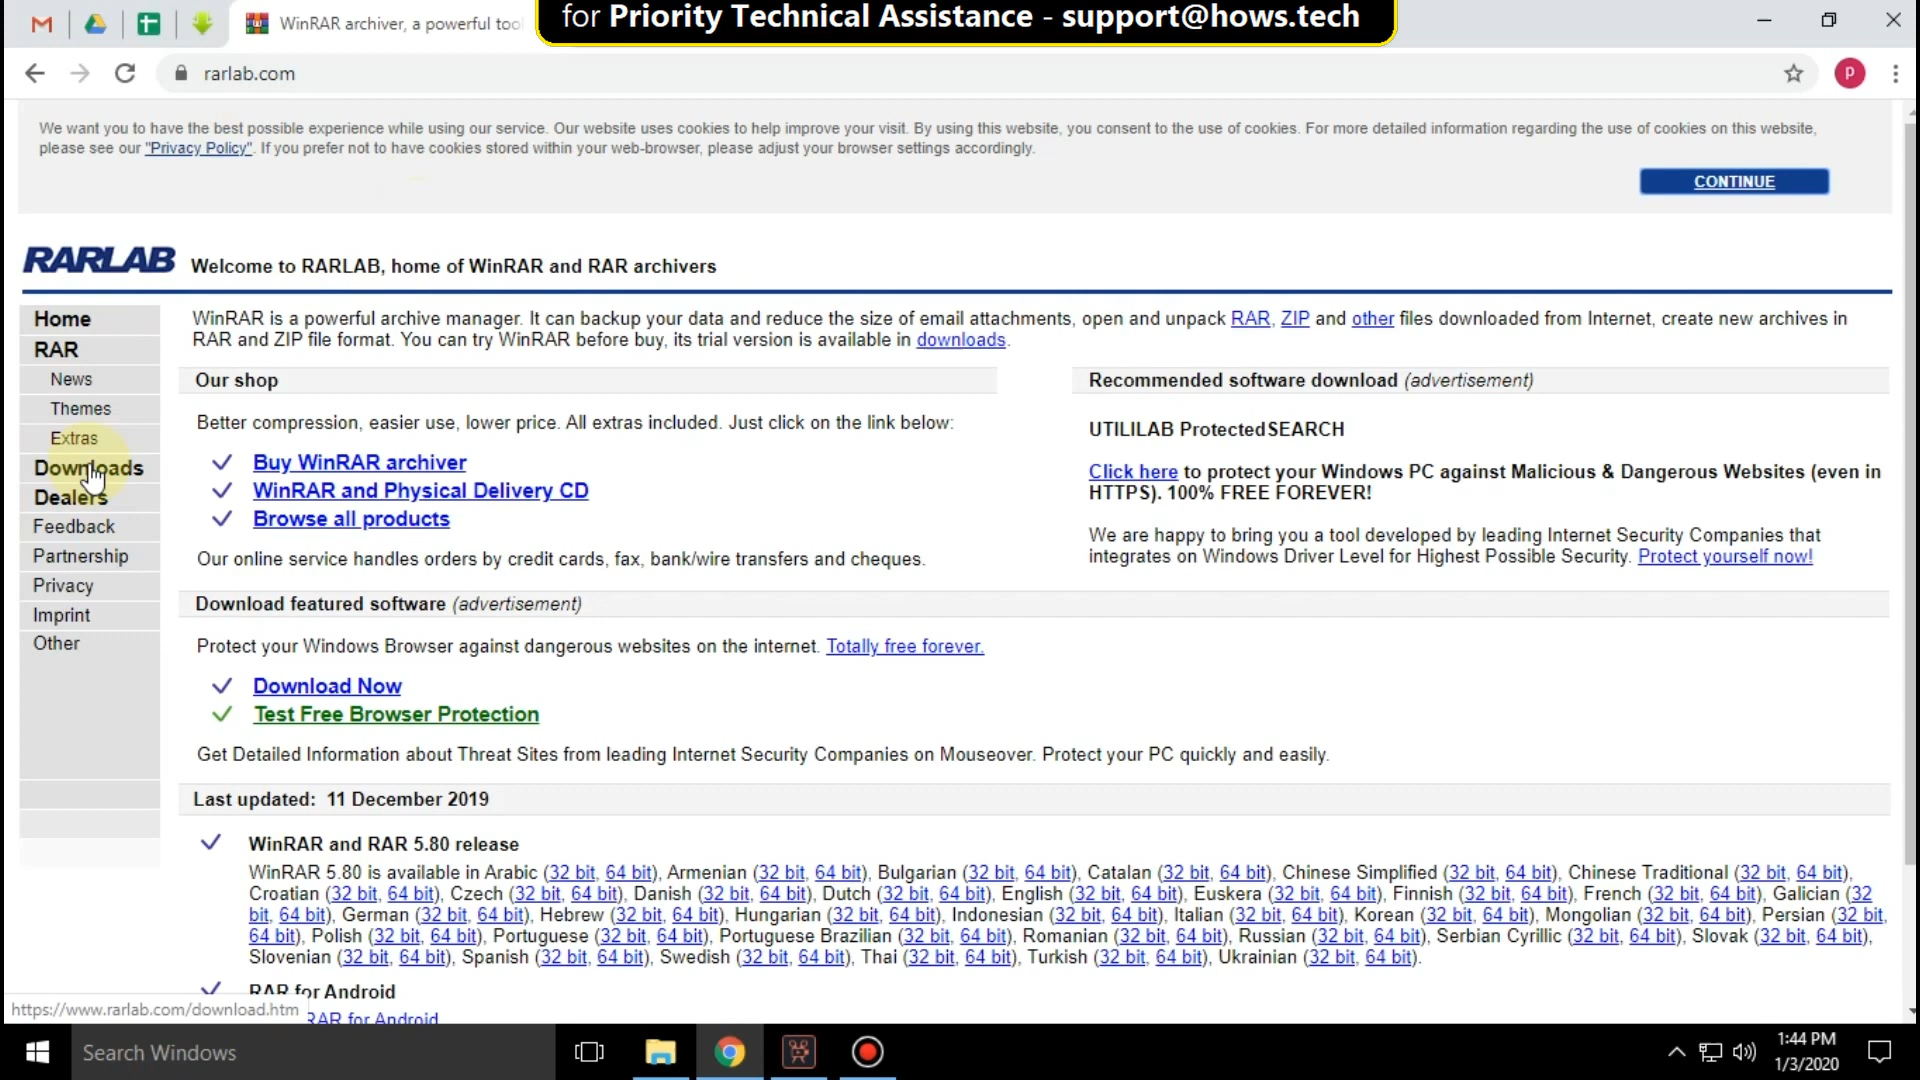 for Priority Technical Assistance - support@hows.tech
WinRAR archiver, a powerful tool
rarlab.com
P
We want you to have the best possible experience while using our service. Our website uses cookies to help improve your visit. By using this website, you consent to the use of cookies. For more detailed information regarding the use of cookies on this website,
please see our "Privacy Policy". If you prefer not to have cookies stored within your web-browser, please adjust your browser settings accordingly.
CONTINUE
RARLAB Welcome to RARLAB, home of WinRAR and RAR archivers
Home
RAR
News
Themes
Extras
Downloads
Dealers
Feedback
Partnership
Privacy
Imprint
Other
WinRAR is a powerful archive manager. It can backup your data and reduce the size of email attachments, open and unpack RAR, ZIP and other files downloaded from Internet, create new archives in
RAR and ZIP file format. You can try WinRAR before buy, its trial version is available in downloads.
Our shop
Better compression, easier use, lower price. All extras included. Just click on the link below:
Buy WinRAR archiver
WinRAR and Physical Delivery CD
Browse all products
Our online service handles orders by credit cards, fax, bank/wire transfers and cheques.
Recommended software download (advertisement)
UTILILAB ProtectedSEARCH
Click here to protect your Windows PC against Malicious & Dangerous Websites (even in
HTTPS). 100% FREE FOREVER!
We are happy to bring you a tool developed by leading Internet Security Companies that
integrates on Windows Driver Level for Highest Possible Security. Protect yourself now!
Download featured software (advertisement)
Protect your Windows Browser against dangerous websites on the internet. Totally free forever.
Download Now
Test Free Browser Protection
Get Detailed Information about Threat Sites from leading Internet Security Companies on Mouseover. Protect your PC quickly and easily.
Last updated: 11 December 2019
WinRAR and RAR 5.80 release
WinRAR 5.80 is available in Arabic (32 bit, 64 bit), Armenian (32 bit, 64 bit), Bulgarian (32 bit, 64 bit), Catalan (32 bit, 64 bit), Chinese Simplified (32 bit, 64 bit), Chinese Traditional (32 bit, 64 bit),
Croatian (32 bit, 64 bit), Czech (32 bit, 64 bit), Danish (32 bit, 64 bit), Dutch (32 bit, 64 bit), English (32 bit, 64 bit), Euskera (32 bit, 64 bit), Finnish (32 bit, 64 bit), French (32 bit, 64 bit), Galician (32
bit, 64 bit), German (32 bit, 64 bit), Hebrew (32 bit, 64 bit), Hungarian (32 bit, 64 bit), Indonesian (32 bit, 64 bit), Italian (32 bit, 64 bit), Korean (32 bit, 64 bit), Mongolian (32 bit, 64 bit), Persian (32 bit,
64 bit), Polish (32 bit, 64 bit), Portuguese (32 bit, 64 bit), Portuguese Brazilian (32 bit, 64 bit), Romanian (32 bit, 64 bit), Russian (32 bit, 64 bit), Serbian Cyrillic (32 bit, 64 bit), Slovak (32 bit, 64 bit),
Slovenian (32 bit, 64 bit), Spanish (32 bit, 64 bit), Swedish (32 bit, 64 bit), Thai (32 bit, 64 bit), Turkish (32 bit, 64 bit), Ukrainian (32 bit, 64 bit).
RAR for Android
https://www.rarlab.com/download.htm
RAR for Android
Search Windows
1:44 PM
1/3/2020